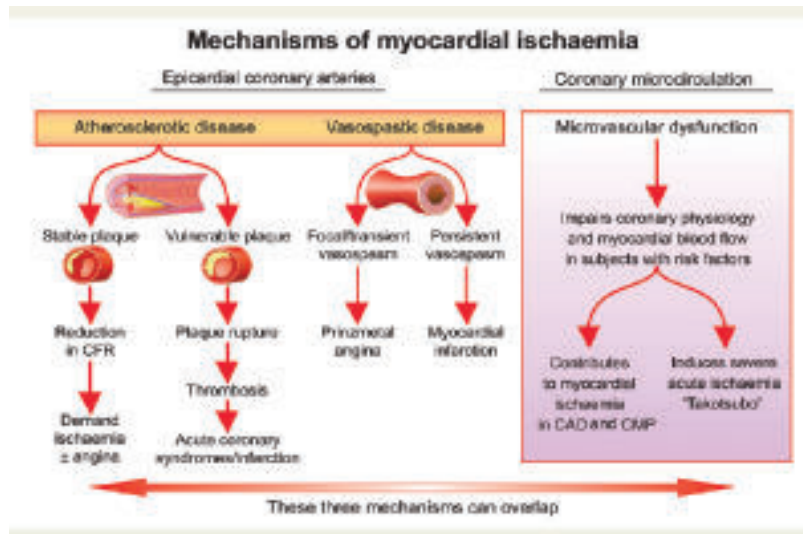 Mechanisms of myocardial ischaemia
Epicardial coronary arteries
Coronary microcirculation
Atherosclerotic disease
Vasospastic disease
Microvascular dysfunction
Stable plaque
Vulnerable plaque
Focal/transient
vasospasm
Persistent
vasospasm
Impairs coronary physiology
and myocardial blood flow
in subjects with risk factors
Reduction
in CFR
Plaque rupture
Prinzmetal
angina
Myocardial
infarction
Thrombosis
Contributes
to myocardial
ischaemia
in CAD and CMP
Induces severe
acute ischaemia
"Takotsubo"
Demand
ischaemia
± angina
Acute coronary
syndromes/infarction
These three mechanisms can overlap